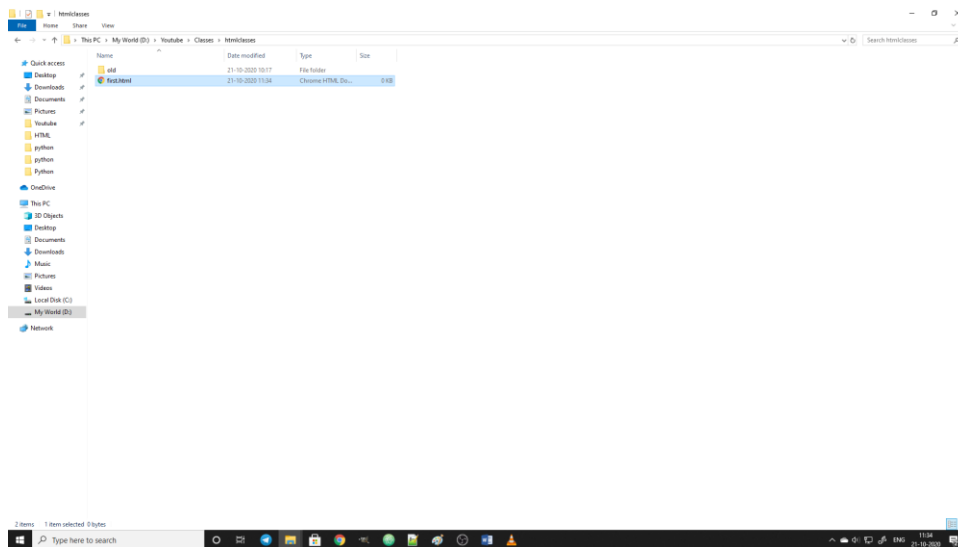 htmlclasses
File Home Share View
This PC › My World (D:) › Youtube › Classes › htmlclasses
Search htmlclasses
Name Date modified Type Size
old 21-10-2020 10:17 File folder
first.html 21-10-2020 11:34 Chrome HTML Do... 0 KB
Quick access
Desktop
Downloads
Documents
Pictures
Youtube
HTML
python
python
Python
OneDrive
This PC
3D Objects
Desktop
Documents
Downloads
Music
Pictures
Videos
Local Disk (C:)
My World (D:)
Network
2 items 1 item selected 0 bytes
Type here to search
ENG
11:34
21-10-2020